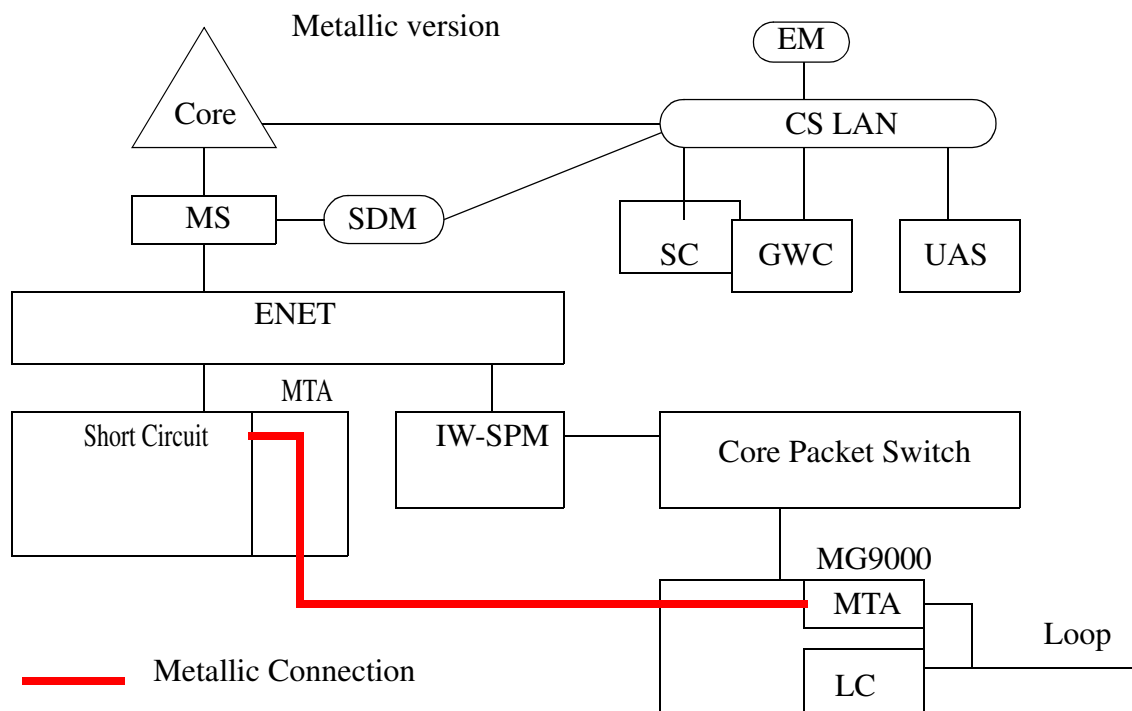 Metallic version
EM
Core
CS LAN
MS
SDM
SC
GWC
UAS
ENET
MTA
Short Circuit
IW-SPM
Core Packet Switch
MG9000
MTA
Loop
Metallic Connection
LC